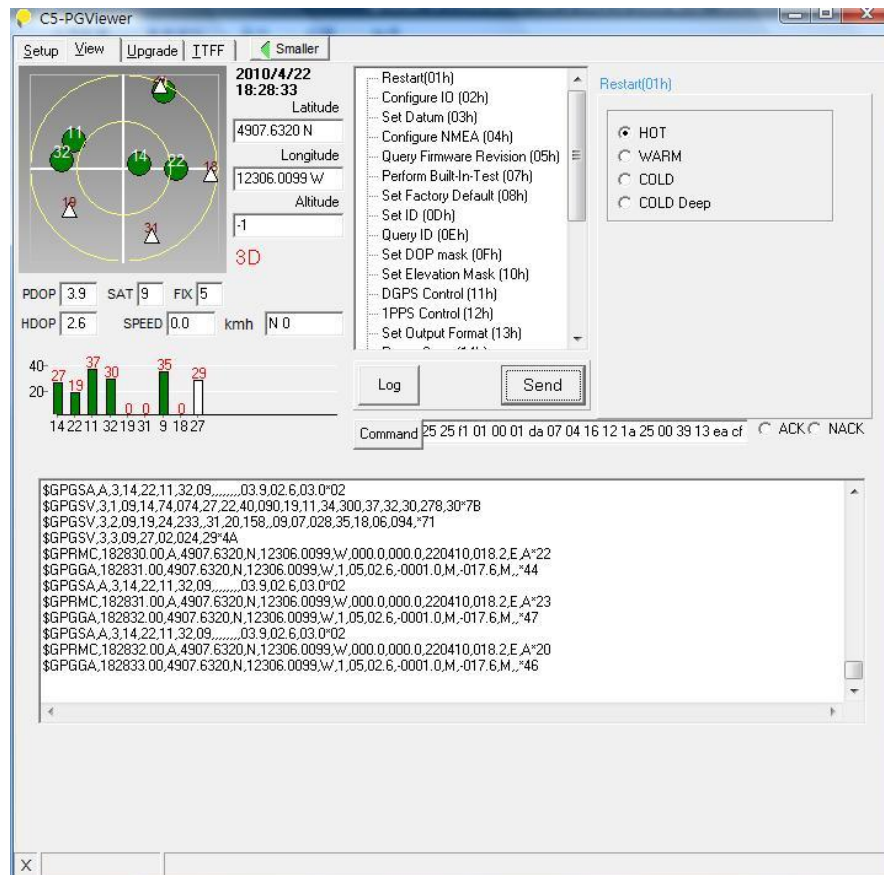 C5-PGViewer
Setup View Upgrade TTFF Smaller
2010/4/22
18:28:33
Latitude
4907.6320 N
Longitude
12306.0099 W
Altitude
-1
3D
11
32
14
22
18
19
31
PDOP 3.9 SAT 9 FIX 5
HDOP 2.6 SPEED 0.0 kmh N 0
40
20
27 19 37 30 0 0 35 0 29
14 22 11 32 19 31 9 18 27
Restart(01h)
Configure IO (02h)
Set Datum (03h)
Configure NMEA (04h)
Query Firmware Revision (05h)
Perform Built-In-Test (07h)
Set Factory Default (08h)
Set ID (0Dh)
Query ID (0Eh)
Set DOP mask (0Fh)
Set Elevation Mask (10h)
DGPS Control (11h)
1PPS Control (12h)
Set Output Format (13h)
Log Send
Restart(01h)
HOT
WARM
COLD
COLD Deep
Command 25 25 f1 01 00 01 da 07 04 16 12 1a 25 00 39 13 ea cf ACK NACK
$GPGSA,A,3,14,22,11,32,09,,,,,,,,03.9,02.6,03.0*02
$GPGSV,3,1,09,14,74,074,27,22,40,090,19,11,34,300,37,32,30,278,30*7B
$GPGSV,3,2,09,19,24,233,,31,20,158,,09,07,028,35,18,06,094,*71
$GPGSV,3,3,09,27,02,024,29*4A
$GPRMC,182830.00,A,4907.6320,N,12306.0099,W,000.0,000.0,220410,018.2,E,A*22
$GPGGA,182831.00,4907.6320,N,12306.0099,W,1,05,02.6,-0001.0,M,-017.6,M,,*44
$GPGSA,A,3,14,22,11,32,09,,,,,,,,03.9,02.6,03.0*02
$GPRMC,182831.00,A,4907.6320,N,12306.0099,W,000.0,000.0,220410,018.2,E,A*23
$GPGGA,182832.00,4907.6320,N,12306.0099,W,1,05,02.6,-0001.0,M,-017.6,M,,*47
$GPGSA,A,3,14,22,11,32,09,,,,,,,,03.9,02.6,03.0*02
$GPRMC,182832.00,A,4907.6320,N,12306.0099,W,000.0,000.0,220410,018.2,E,A*20
$GPGGA,182833.00,4907.6320,N,12306.0099,W,1,05,02.6,-0001.0,M,-017.6,M,,*46
X